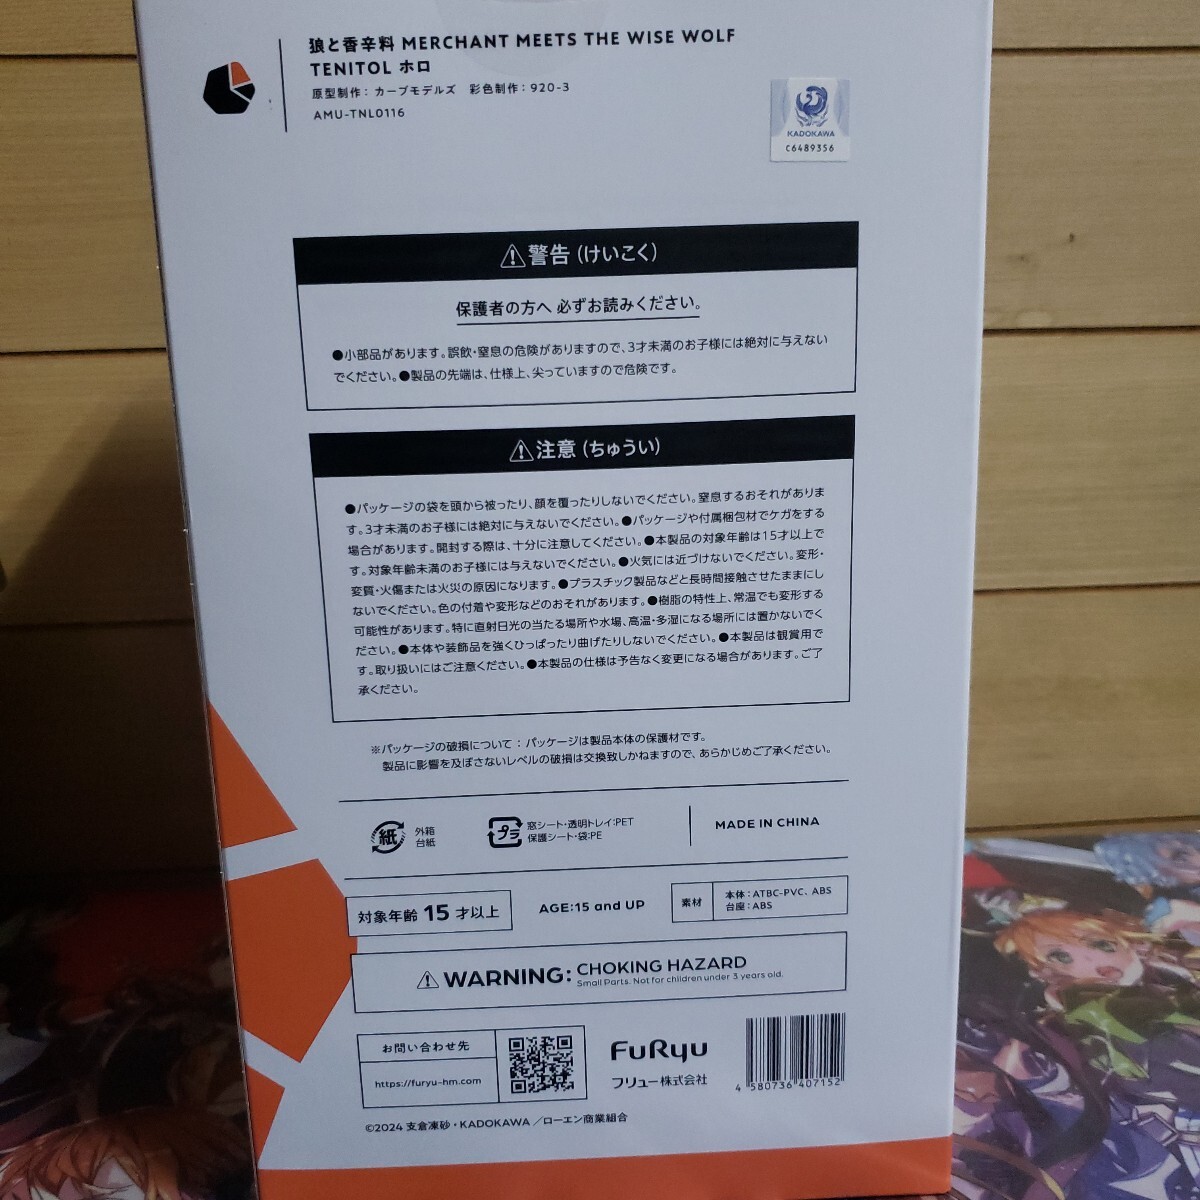 狼と香辛料 MERCHANT MEETS THE WISE WOLF
TENITOL ホロ
原型制作：カーブモデルズ　彩色制作：920-3
AMU-TNL0116
KADOKAWA
C6489356
⚠警告（けいこく）
保護者の方へ 必ずお読みください。
●小部品があります。誤飲・窒息の危険がありますので、3才未満のお子様には絶対に与えない
でください。●製品の先端は、仕様上、尖っていますので危険です。
⚠注意（ちゅうい）
●パッケージの袋を頭から被ったり、顔を覆ったりしないでください。窒息するおそれがありま
す。3才未満のお子様には絶対に与えないでください。●パッケージや付属梱包材でケガをする
場合があります。開封する際は、十分に注意してください。●本製品の対象年齢は15才以上で
す。対象年齢未満のお子様には与えないでください。●火気には近づけないでください。変形・
変質・火傷または火災の原因になります。●プラスチック製品などと長時間接触させたままにし
ないでください。色の付着や変形などのおそれがあります。●樹脂の特性上、常温でも変形する
可能性があります。特に直射日光の当たる場所や水場、高温・多湿になる場所には置かないでく
ださい。●本体や装飾品を強くひっぱったり曲げたりしないでください。●本製品は観賞用で
す。取り扱いにはご注意ください。●本製品の仕様は予告なく変更になる場合があります。ご了
承ください。
※パッケージの破損について：パッケージは製品本体の保護材です。
製品に影響を及ぼさないレベルの破損は交換致しかねますので、あらかじめご了承ください。
紙
外箱
台紙
プラ
窓シート・透明トレイ:PET
保護シート・袋:PE
MADE IN CHINA
対象年齢 15 才以上
AGE:15 and UP
素材
本体：ATBC-PVC、ABS
台座：ABS
⚠WARNING: CHOKING HAZARD
Small Parts. Not for children under 3 years old.
お問い合わせ先
https://furyu-hm.com
FuRyu
フリュー株式会社
4 580736 407152
©2024 支倉凍砂・KADOKAWA／ローエン商業組合